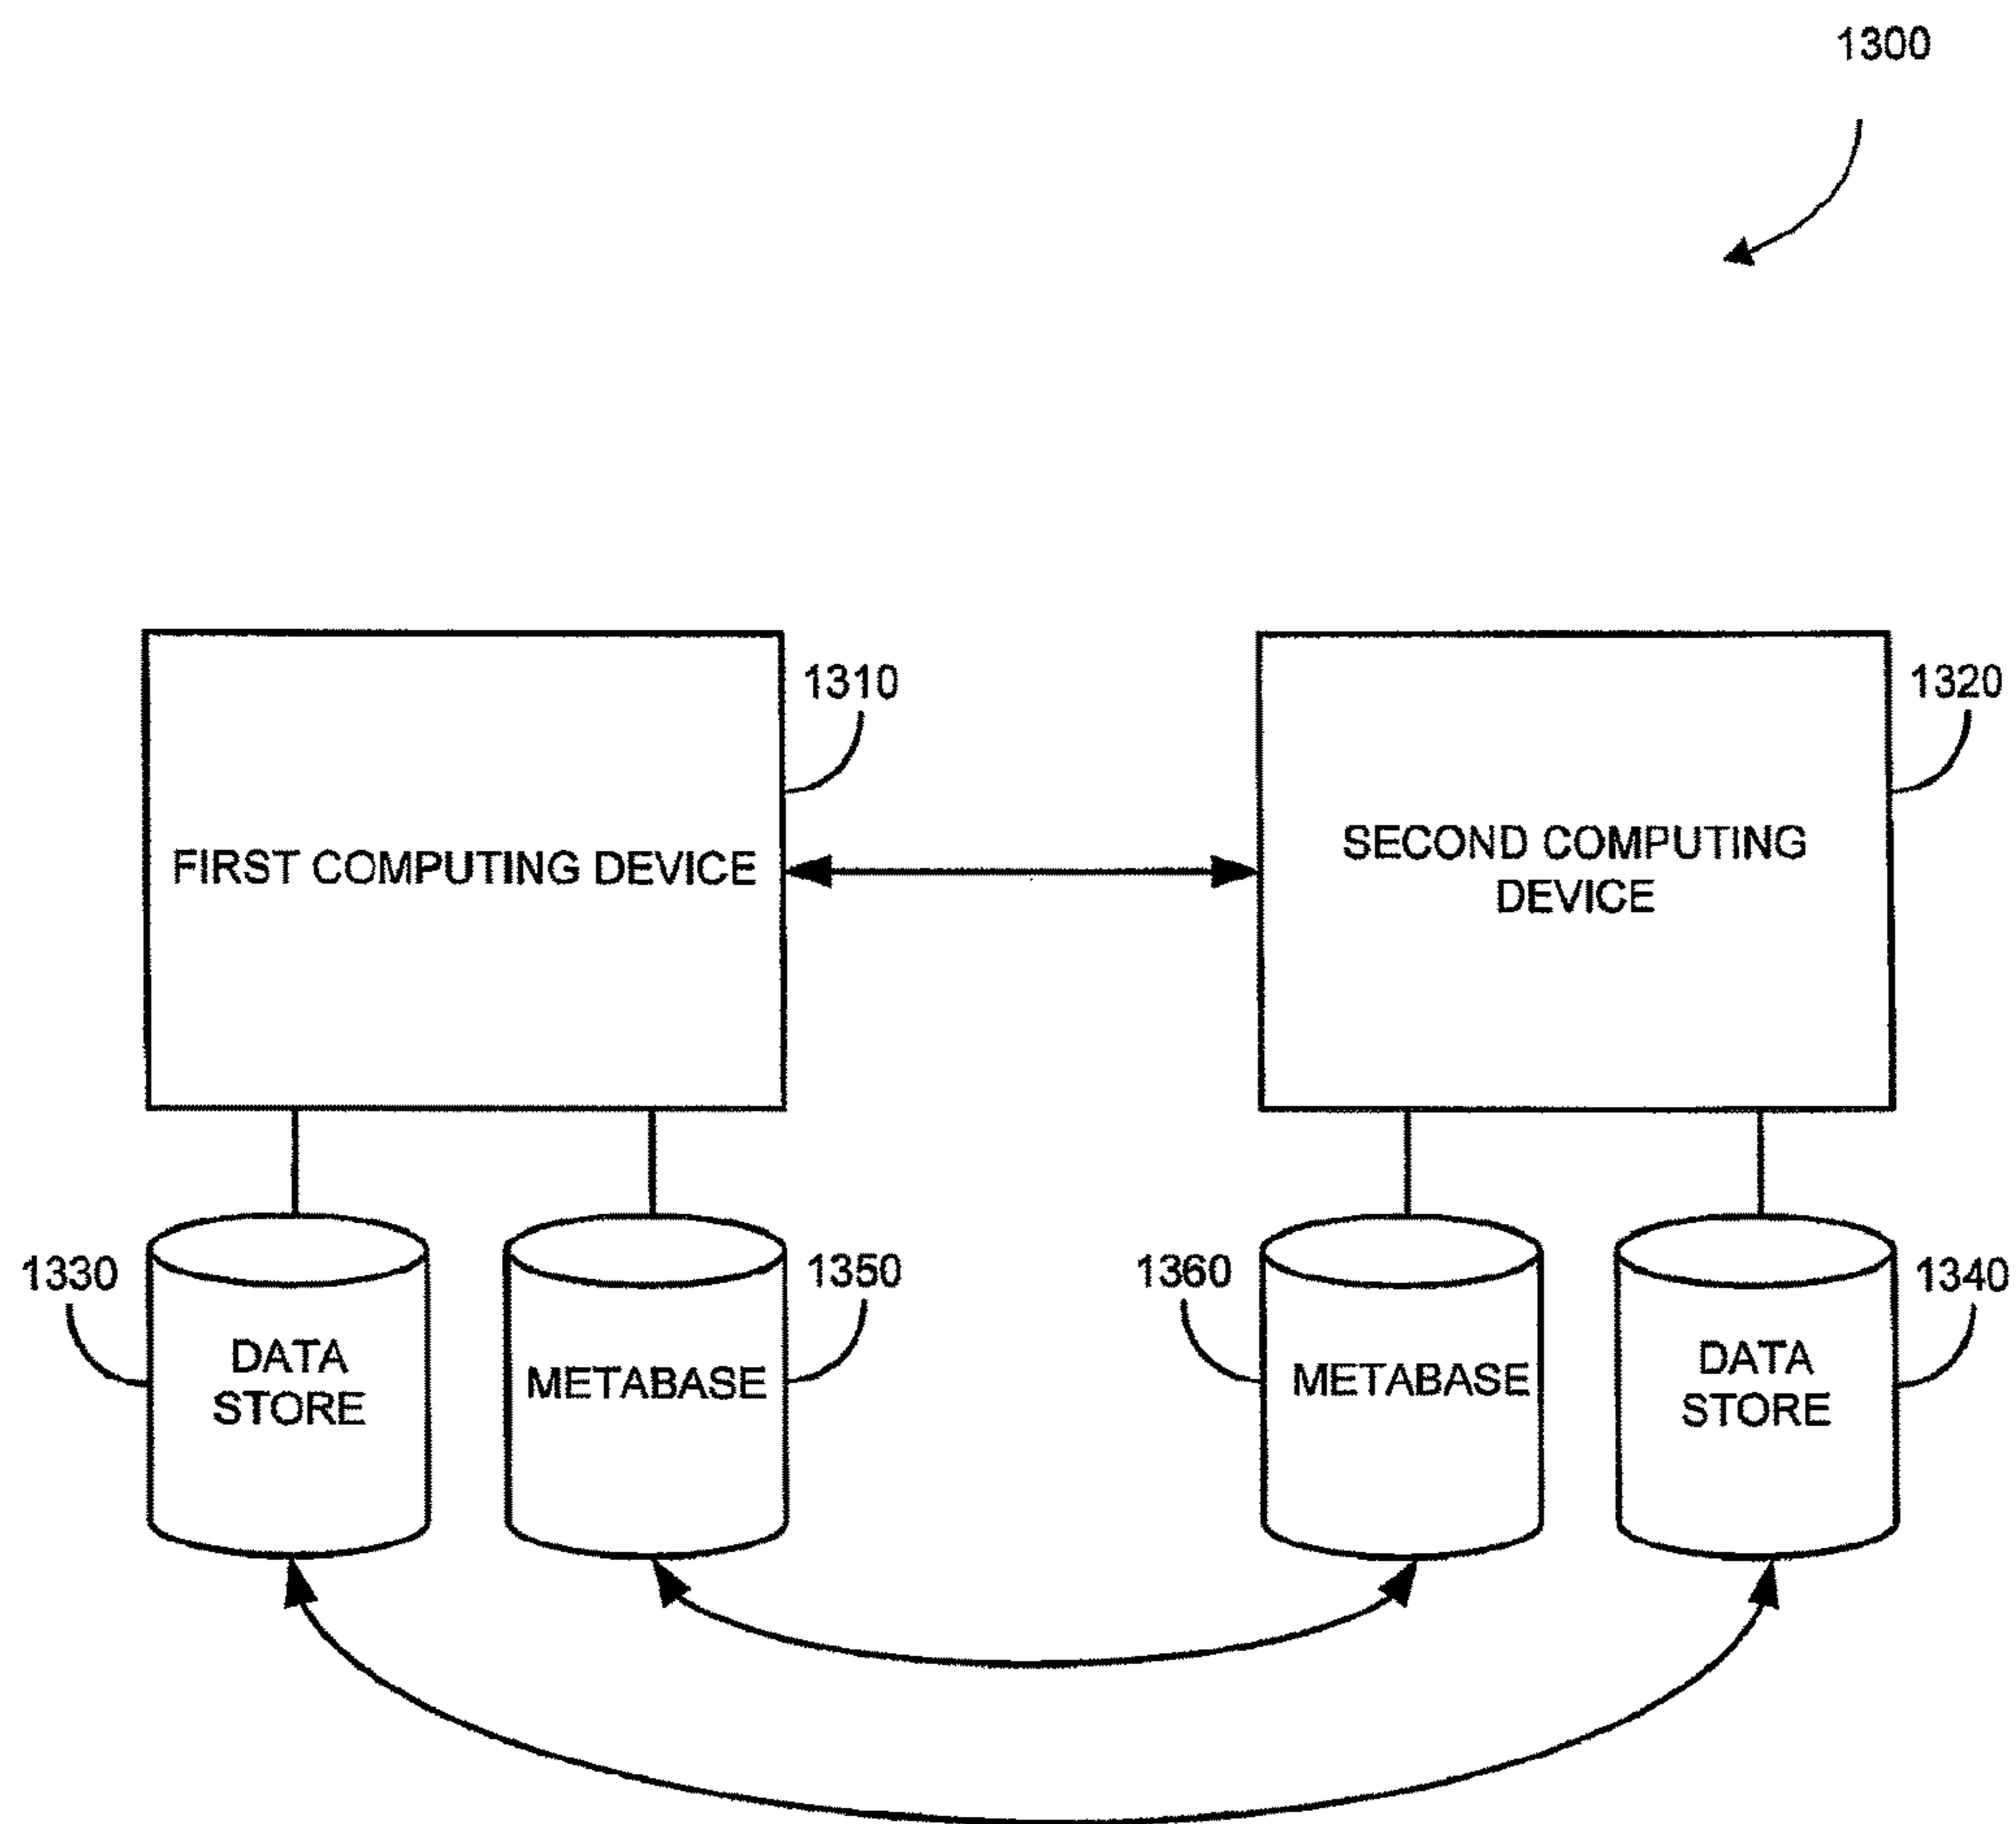 1300
1310
1320
FIRST COMPUTING DEVICE
SECOND COMPUTING
DEVICE
1330
1350
1360
1340
DATA
STORE
METABASE
METABASE
DATA
STORE